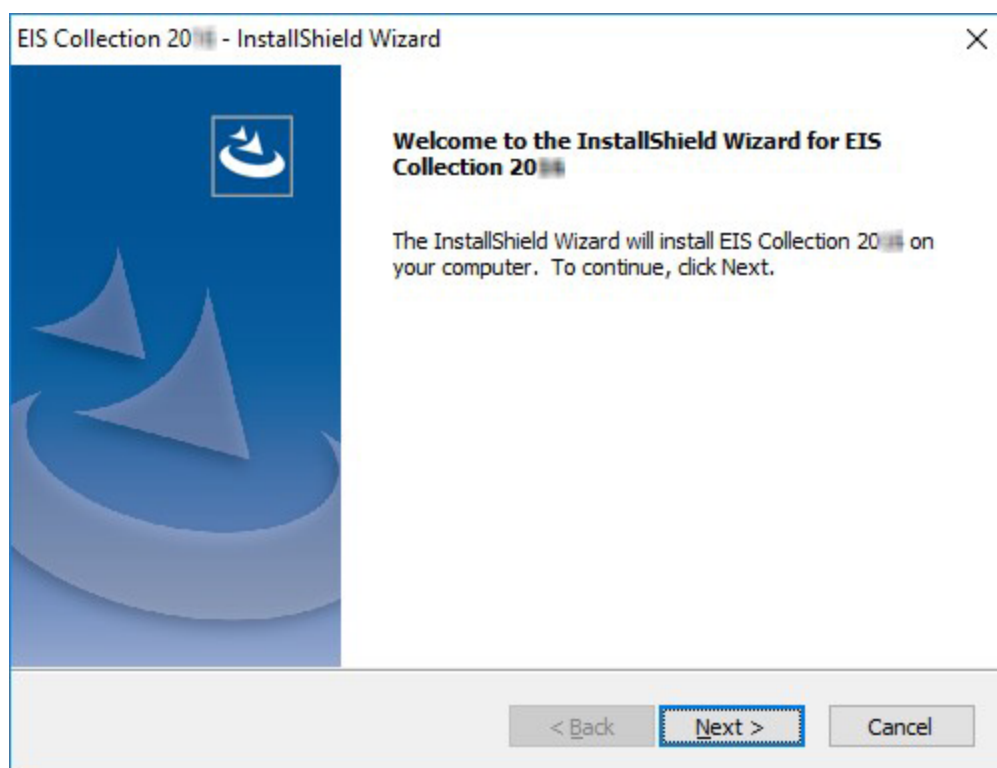 EIS Collection 20 - InstallShield Wizard
Welcome to the InstallShield Wizard for EIS
Collection 20
The InstallShield Wizard will install EIS Collection 20 on
your computer.  To continue, click Next.
< Back
Next >
Cancel